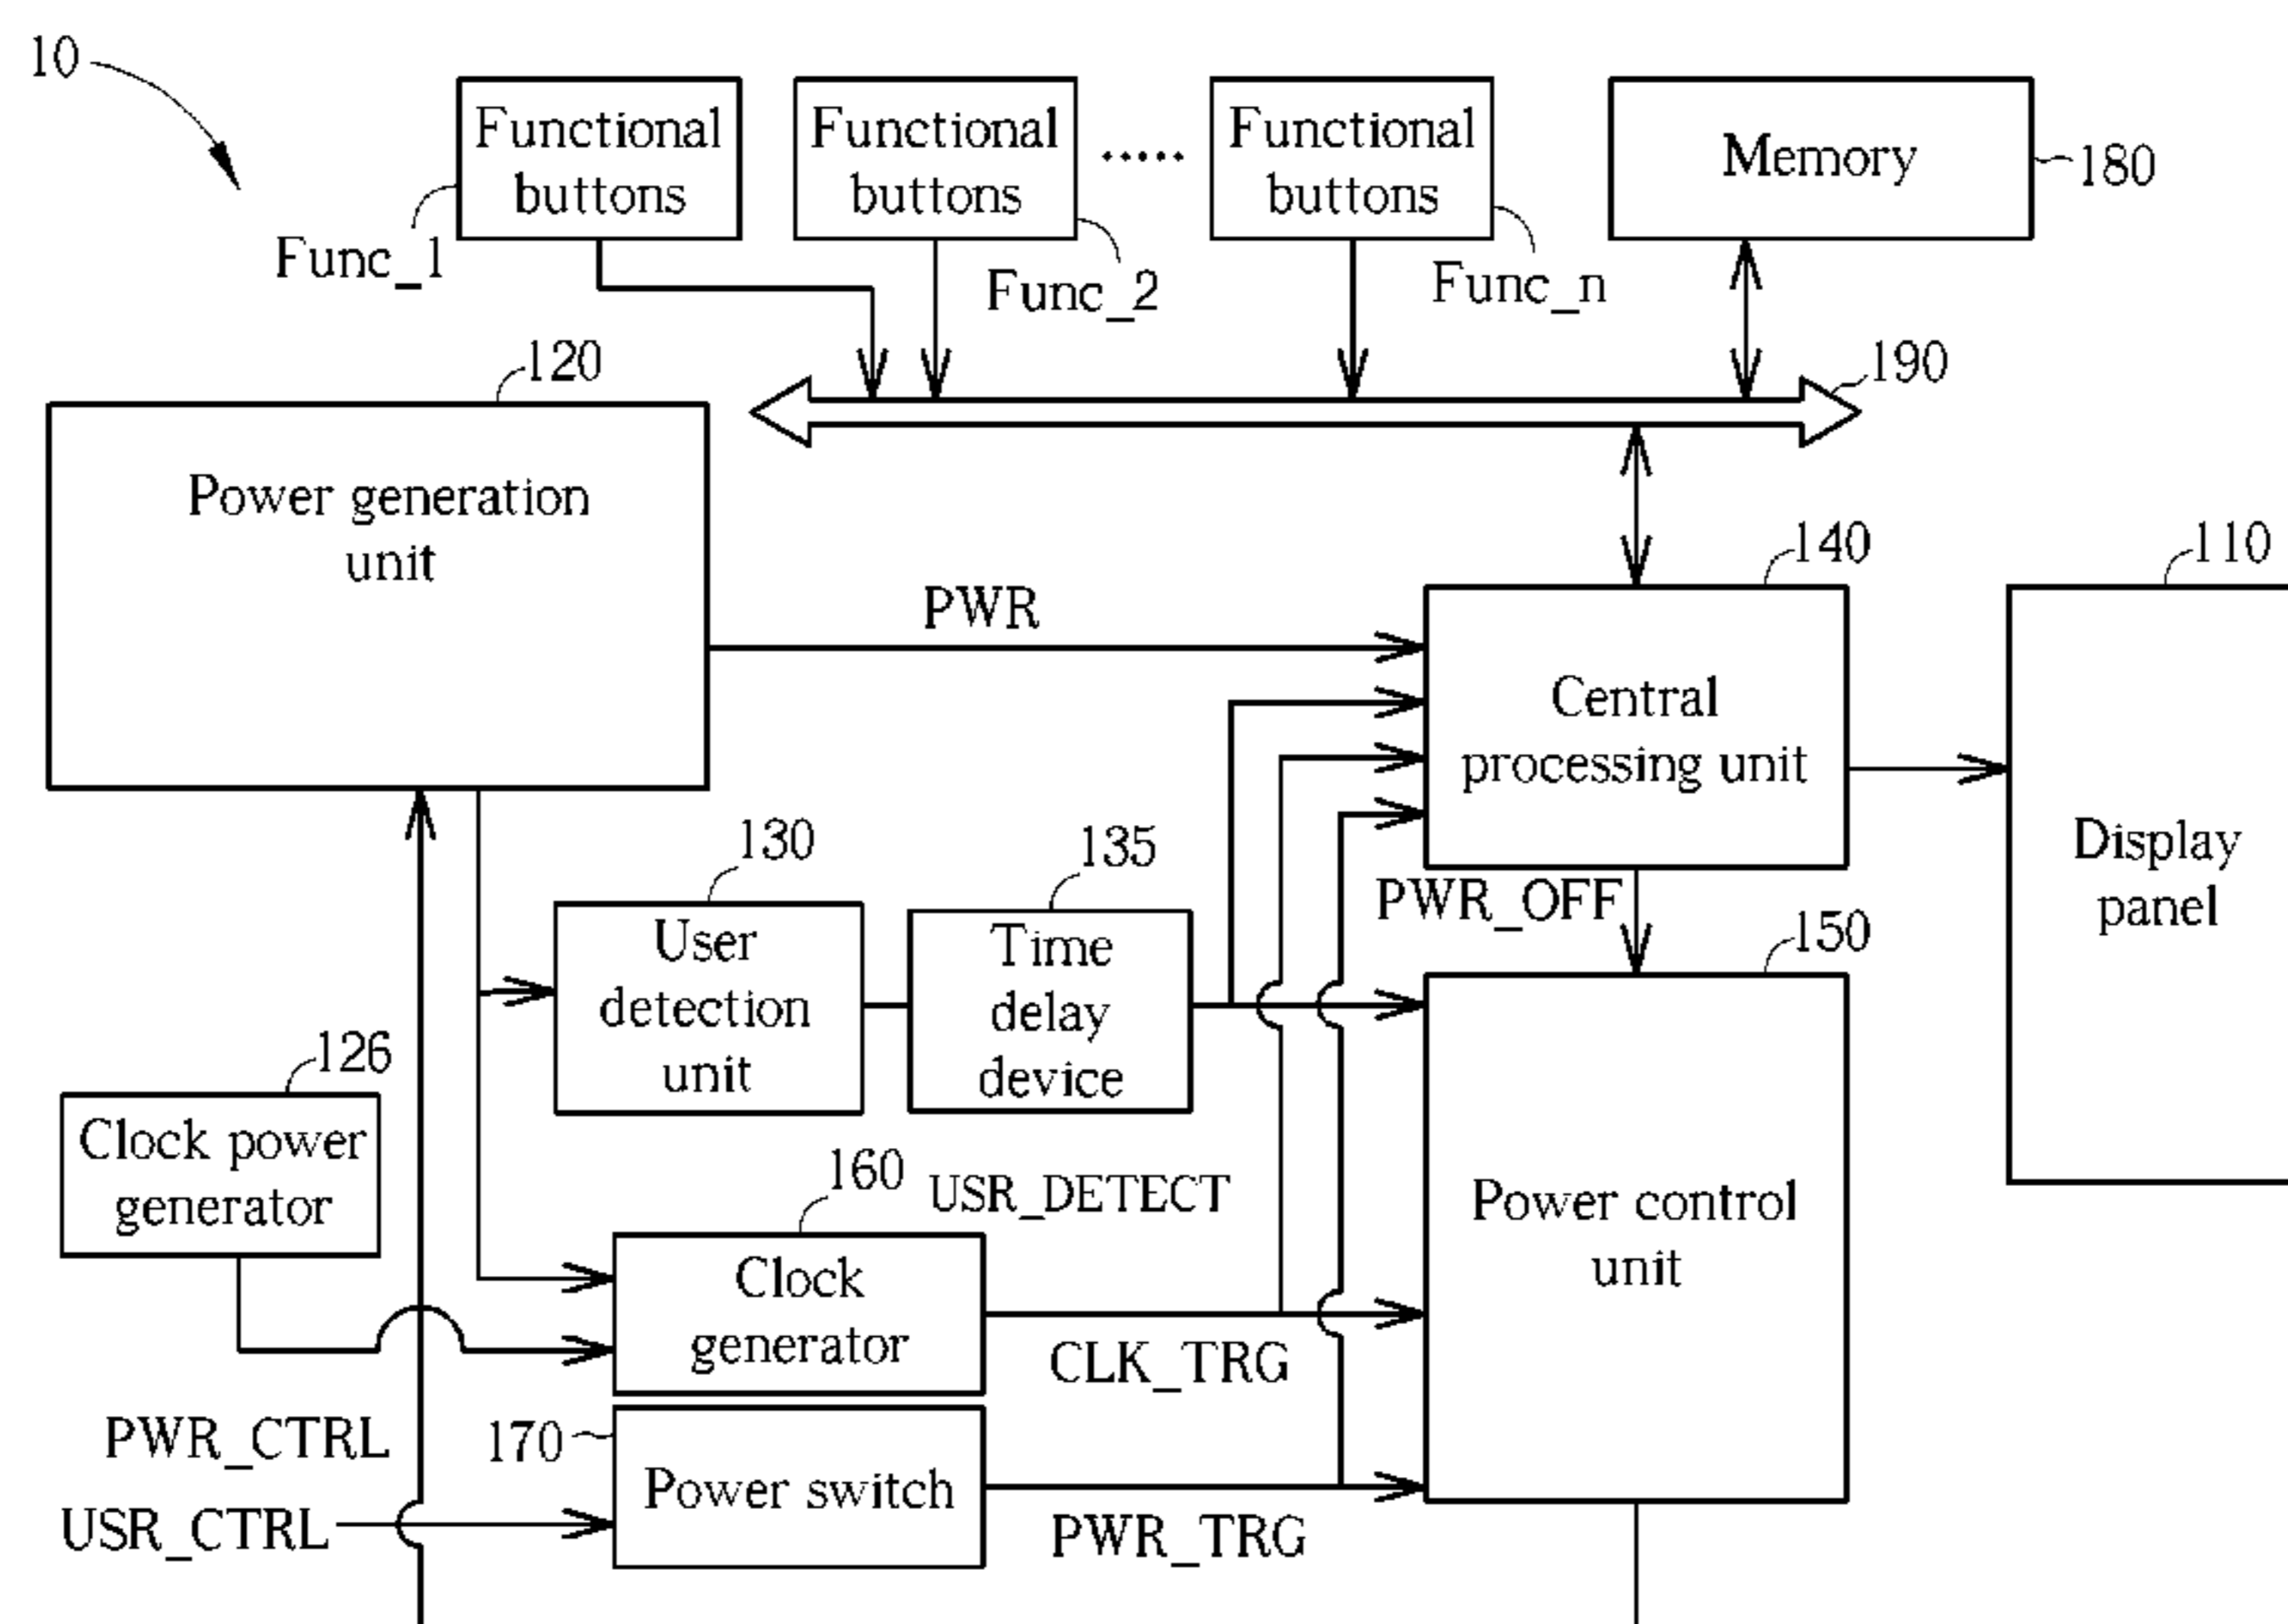 10
Functional
buttons
Func_1
Functional
buttons
Func_2
.....
Functional
buttons
Func_n
Memory
180
190
120
Power generation
unit
PWR
140
Central
processing unit
110
Display
panel
130
User
detection
unit
135
Time
delay
device
PWR_OFF
150
Power control
unit
126
Clock power
generator
160
USR_DETECT
Clock
generator
CLK_TRG
PWR_CTRL
170
Power switch
USR_CTRL
PWR_TRG